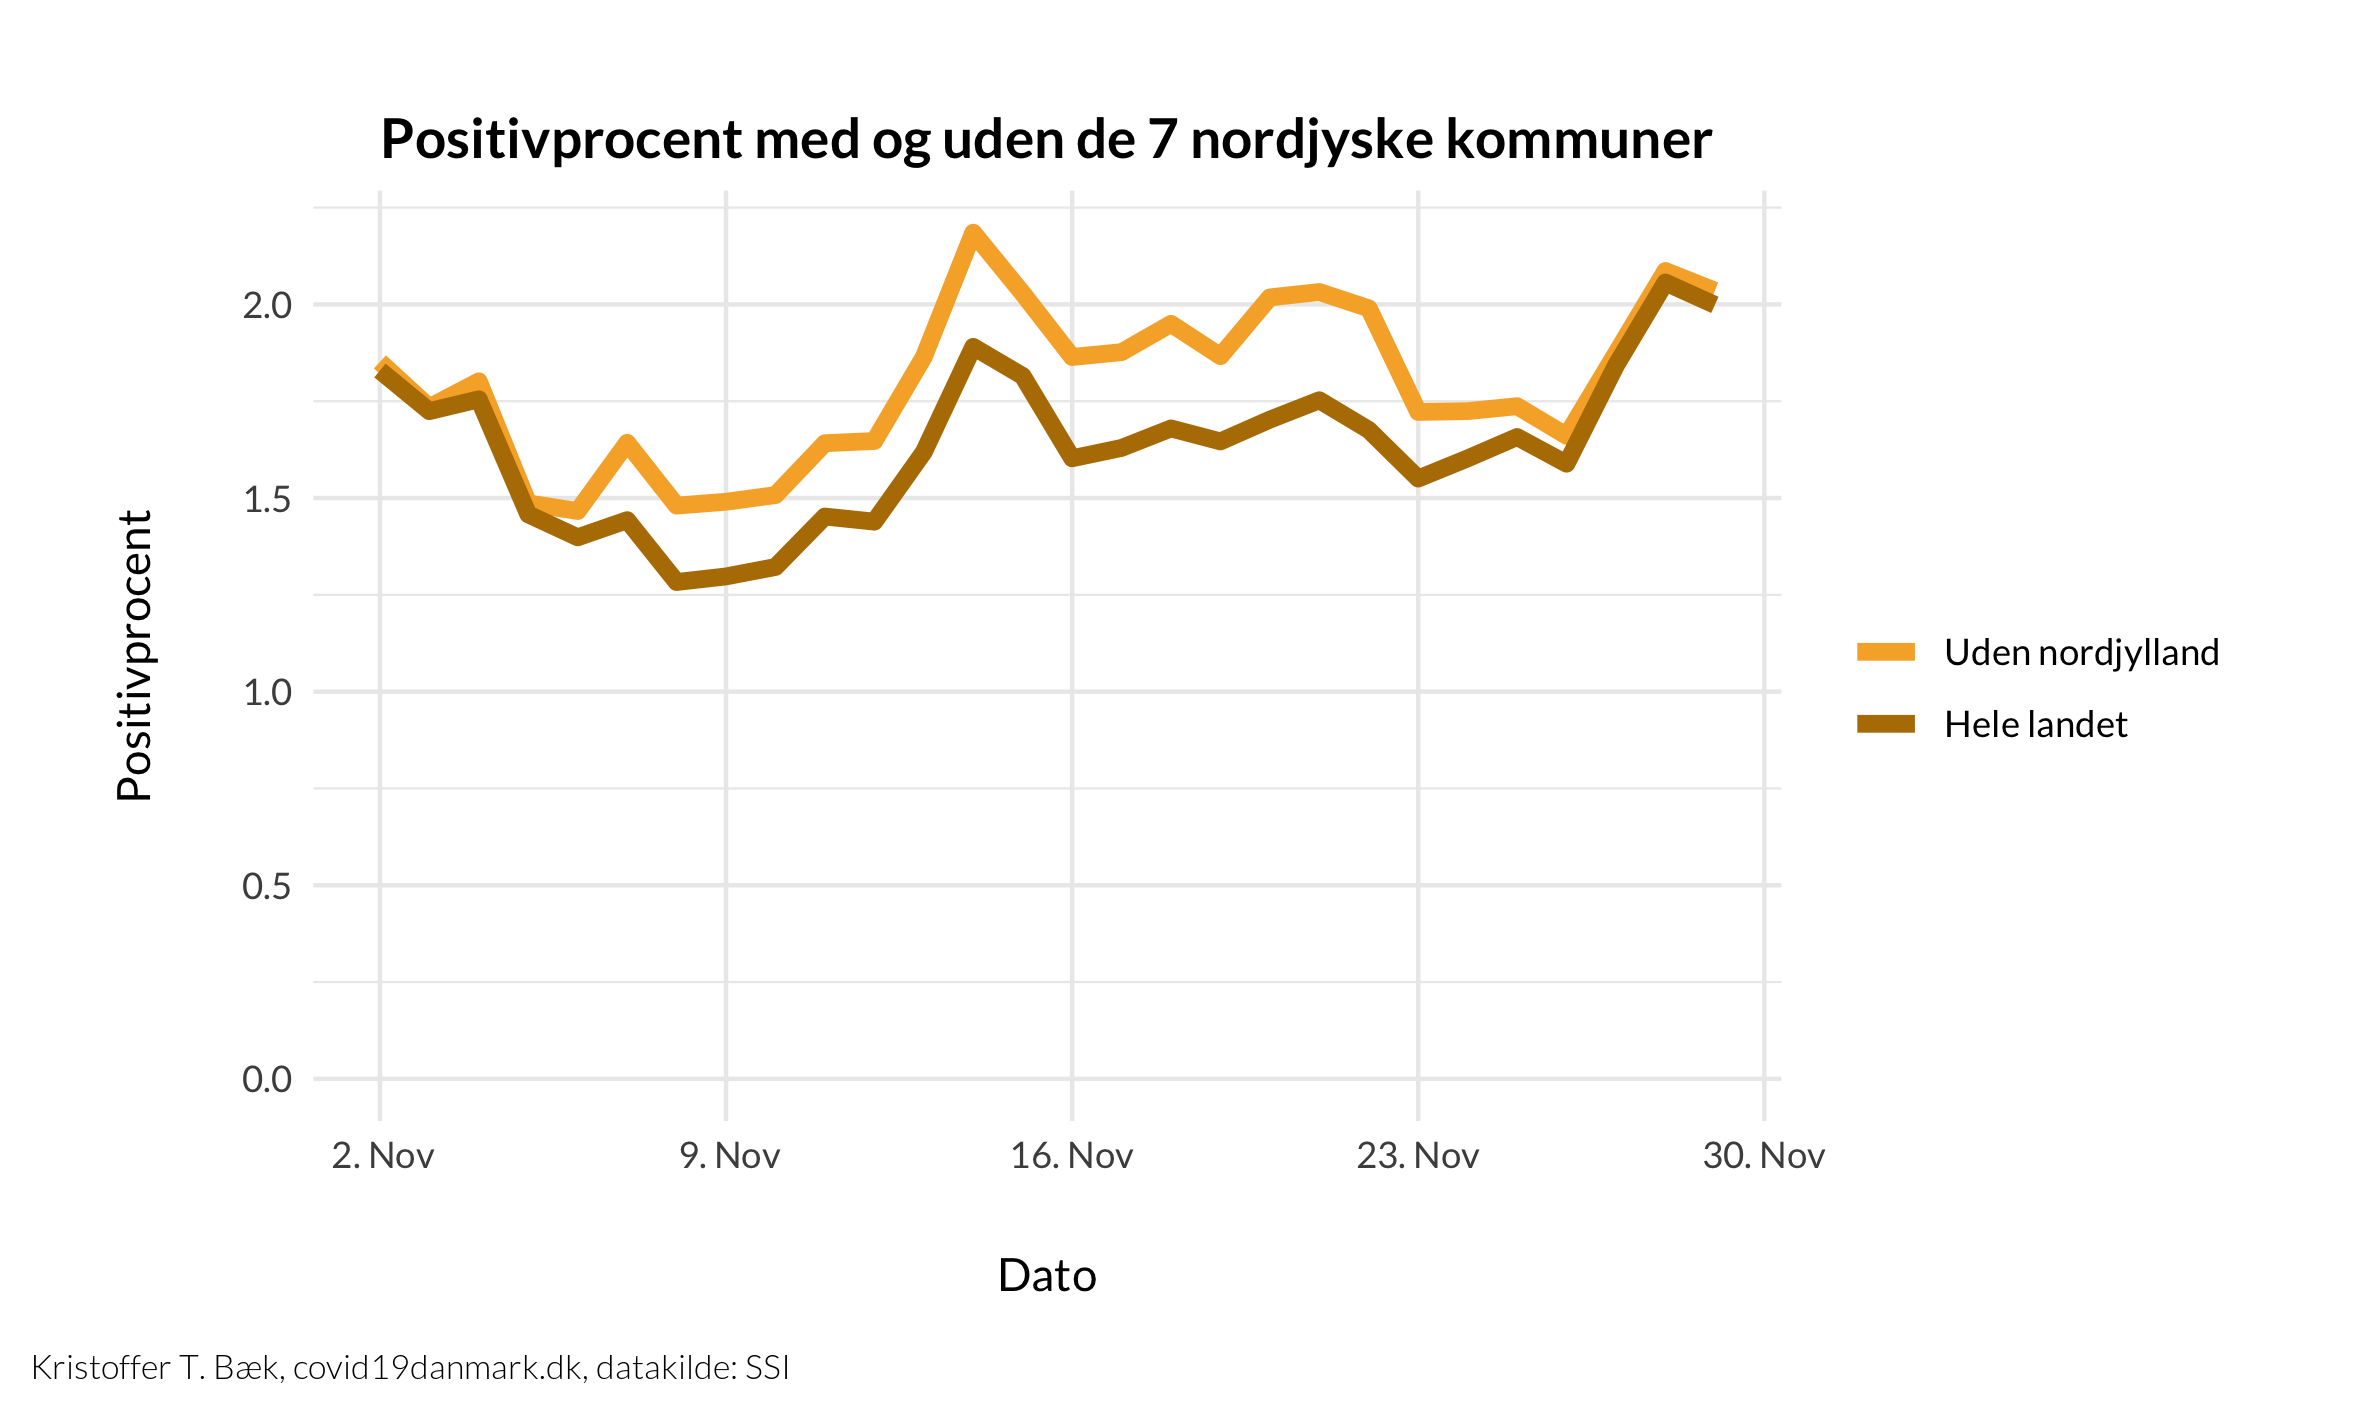 Positivprocent med og uden de 7 nordjyske kommuner
Positivprocent
2.0
1.5
1.0
0.5
0.0
2. Nov
9. Nov
16. Nov
23. Nov
30. Nov
Dato
Uden nordjylland
Hele landet
Kristoffer T. Bæk, covid19danmark.dk, datakilde: SSI